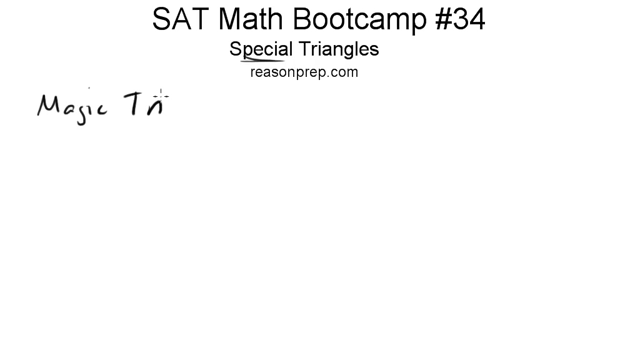 SAT Math Bootcamp #34
Special Triangles
reasonprep.com
Magic Tri